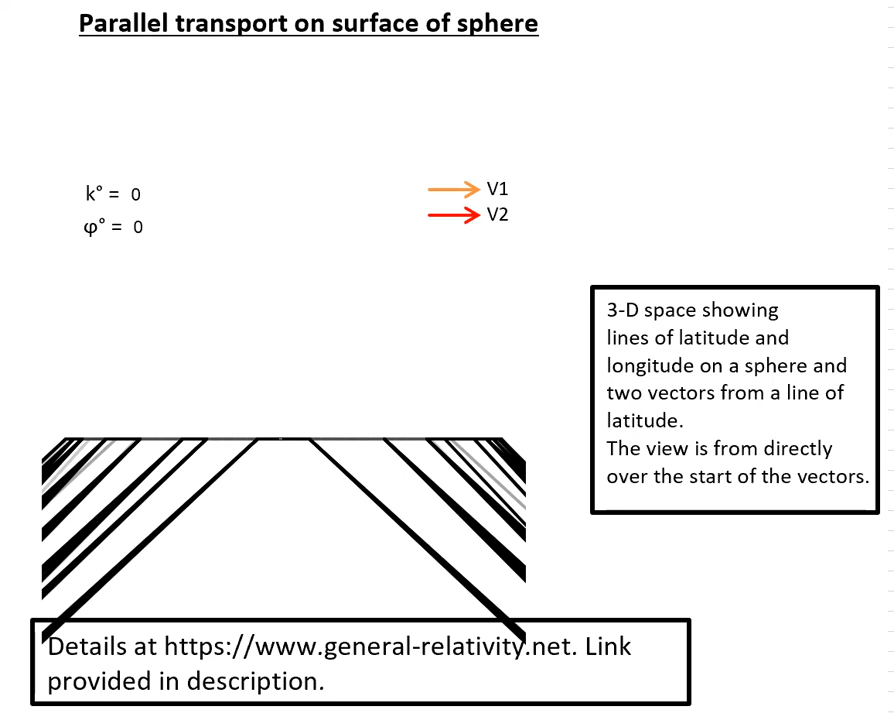 Parallel transport on surface of sphere
k° = 0
φ° = 0
V1
V2
3-D space showing
lines of latitude and
longitude on a sphere and
two vectors from a line of
latitude.
The view is from directly
over the start of the vectors.
Details at https://www.general-relativity.net. Link
provided in description.